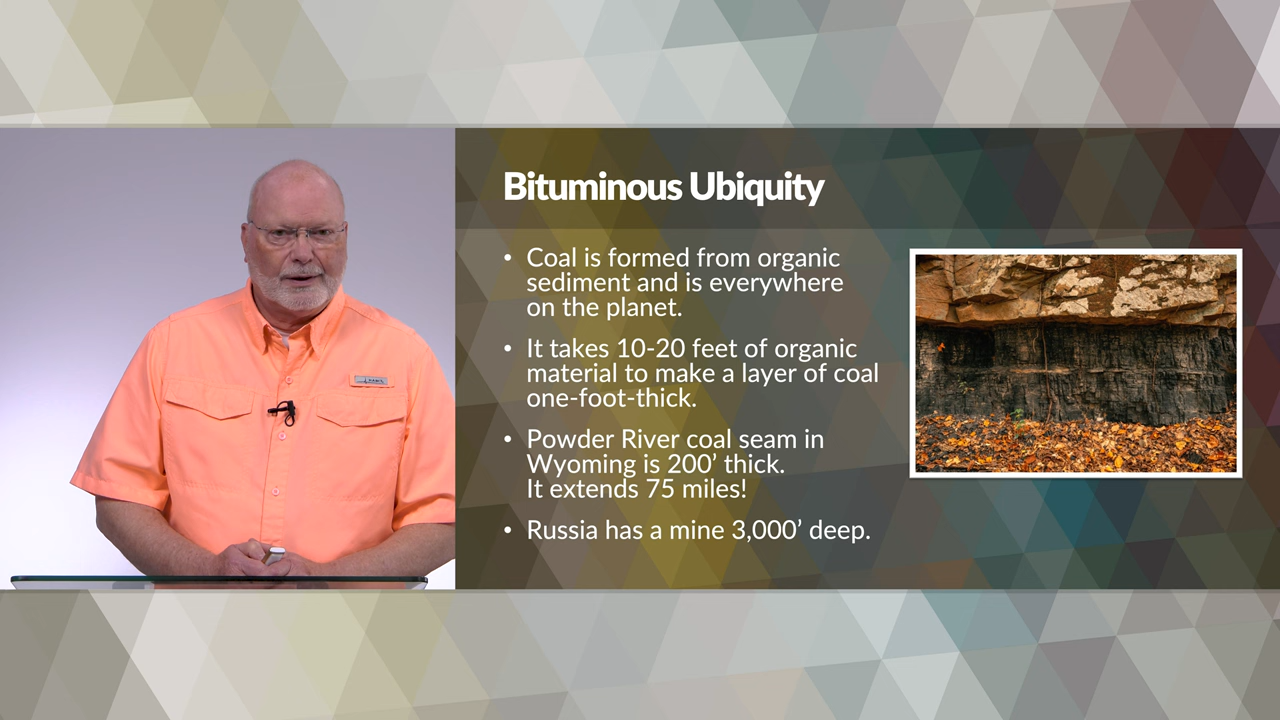 Bituminous Ubiquity
• Coal is formed from organic
sediment and is everywhere
on the planet.
• It takes 10-20 feet of organic
material to make a layer of coal
one-foot-thick.
• Powder River coal seam in
Wyoming is 200’ thick.
It extends 75 miles!
• Russia has a mine 3,000’ deep.